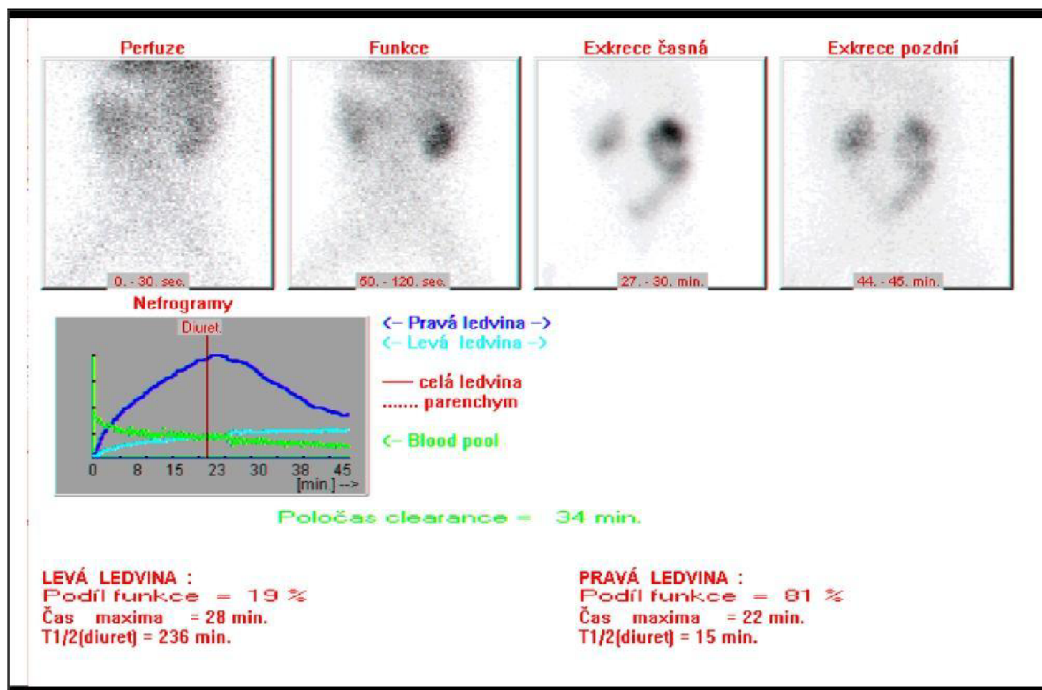 Perfuze Funkce Exkrece časná Exkrece pozdní
0. - 30. sec. 60. - 120. sec. 27. - 30. min. 44. - 45. min.
Nefrogramy
Diuret.
<-- Pravá ledvina -->
<-- Levá ledvina -->
—— celá ledvina
....... parenchym
<-- Blood pool
0 8 15 23 30 38 45
[min] -->
Poločas clearance = 34 min.
LEVÁ LEDVINA :
Podíl funkce = 19 %
Čas maxima = 28 min.
T1/2(diuret) = 236 min.
PRAVÁ LEDVINA :
Podíl funkce = 81 %
Čas maxima = 22 min.
T1/2(diuret) = 15 min.